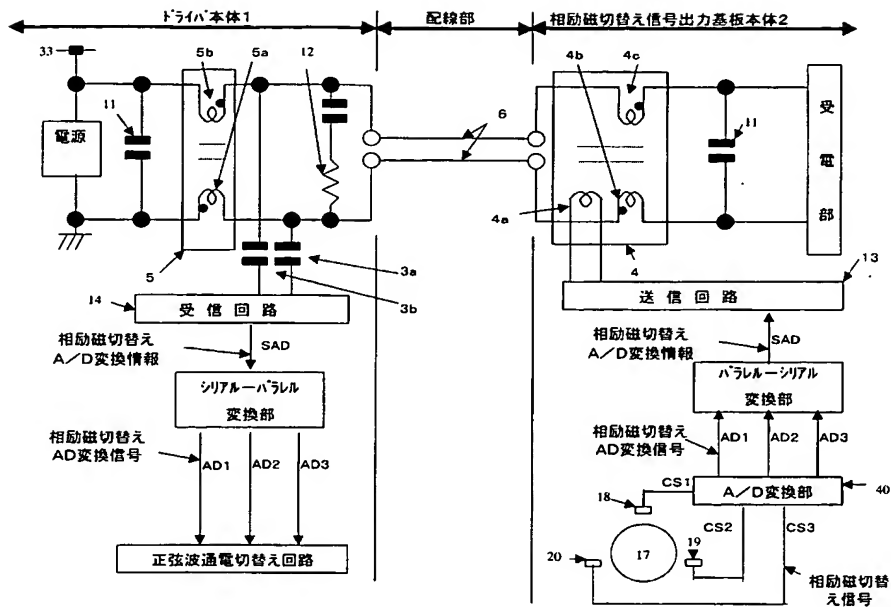 ドライバ本体1
配線部
相励磁切替え信号出力基板本体2
33
11
5b
5a
12
6
4b
4c
11
電源
受電部
4a
5
3a
3b
4
13
14
受信回路
送信回路
相励磁切替え
A/D変換情報
SAD
相励磁切替え
A/D変換情報
SAD
シリアルーパラレル
変換部
パラレルーシリアル
変換部
相励磁切替え
AD変換信号
AD1
AD2
AD3
相励磁切替え
AD変換信号
AD1
AD2
AD3
A/D変換部
40
CS1
18
CS2
CS3
19
17
20
正弦波通電切替え回路
相励磁切替
え信号